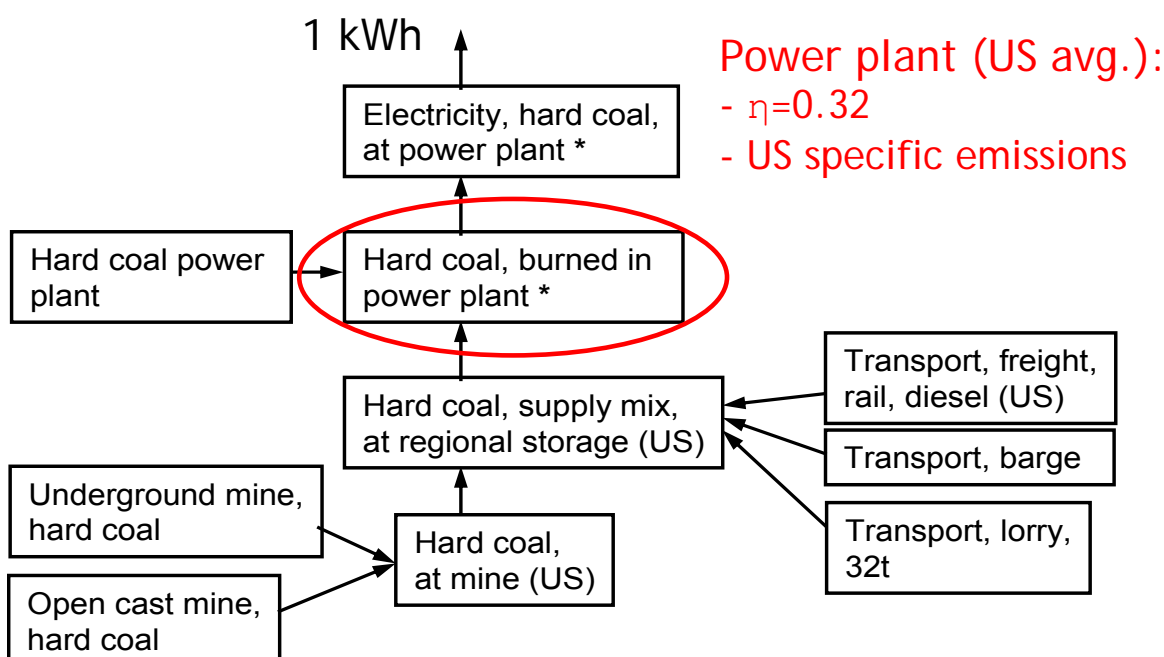 1 kWh
Power plant (US avg.):
- η=0.32
- US specific emissions
Electricity, hard coal,
at power plant *
Hard coal power
plant
Hard coal, burned in
power plant *
Hard coal, supply mix,
at regional storage (US)
Transport, freight,
rail, diesel (US)
Transport, barge
Transport, lorry,
32t
Underground mine,
hard coal
Hard coal,
at mine (US)
Open cast mine,
hard coal